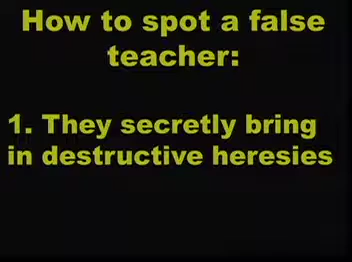 How to spot a false
teacher:
1. They secretly bring
in destructive heresies